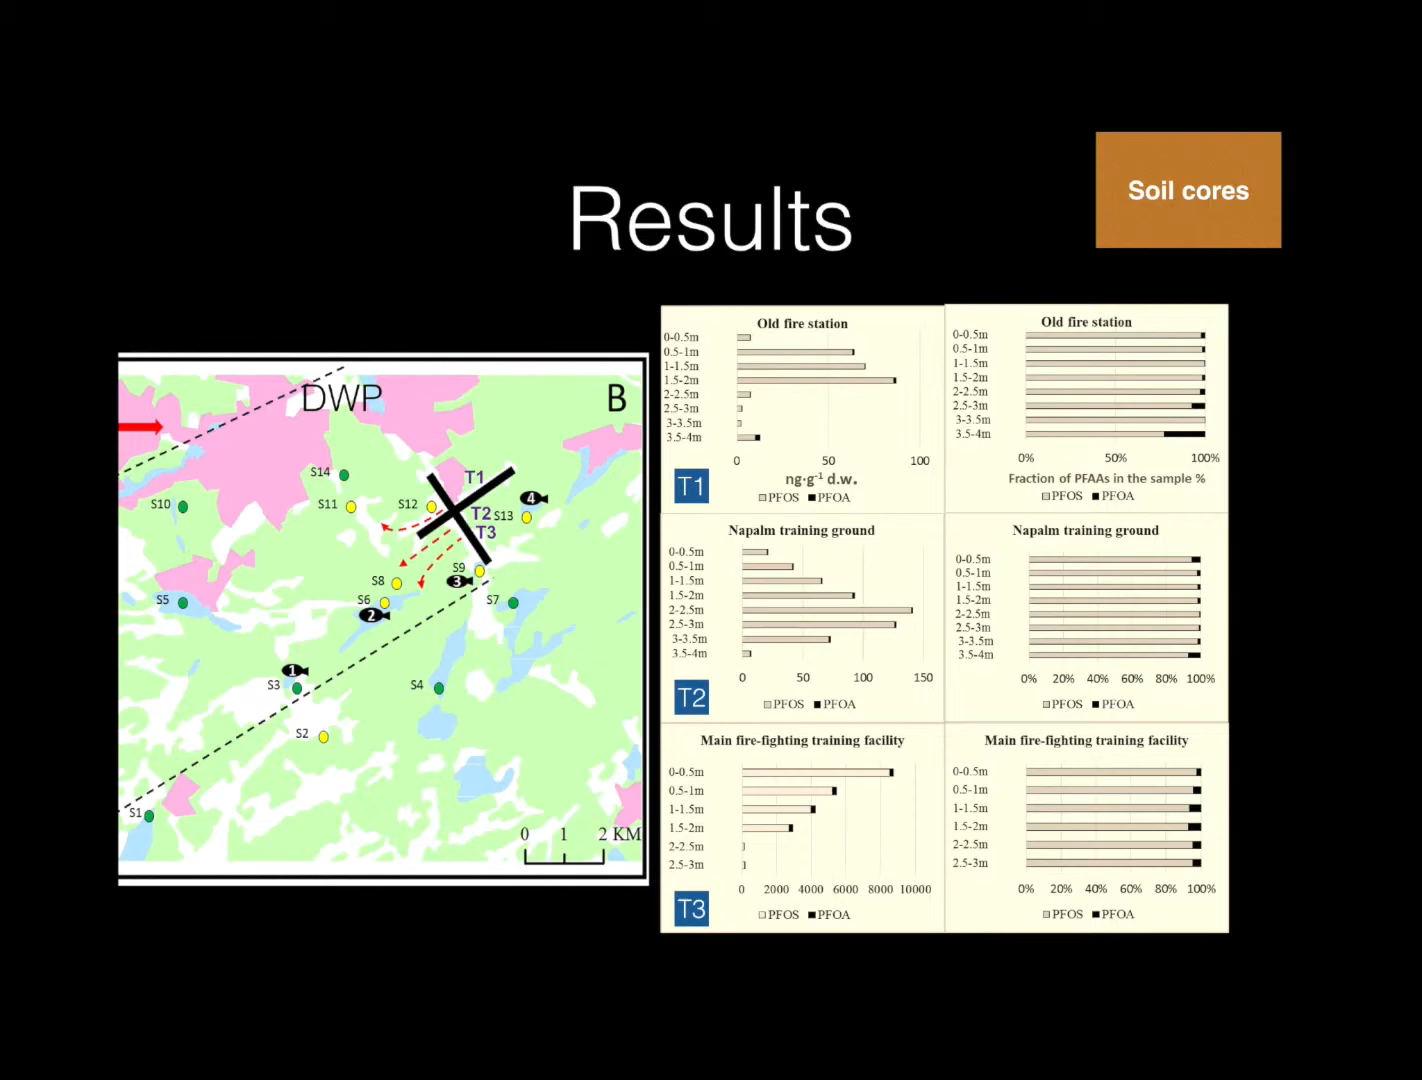 Results
Soil cores
DWP
B
S14
S10
S11
S12
T1
T2
T3
4
S13
S9
3
S8
S6
2
S5
S7
1
S3
S4
S2
S1
0 1 2 KM
Old fire station
0-0.5m
0.5-1m
1-1.5m
1.5-2m
2-2.5m
2.5-3m
3-3.5m
3.5-4m
0 50 100
ng·g⁻¹ d.w.
PFOS PFOA
T1
Old fire station
0-0.5m
0.5-1m
1-1.5m
1.5-2m
2-2.5m
2.5-3m
3-3.5m
3.5-4m
0% 50% 100%
Fraction of PFAAs in the sample %
PFOS PFOA
Napalm training ground
0-0.5m
0.5-1m
1-1.5m
1.5-2m
2-2.5m
2.5-3m
3-3.5m
3.5-4m
0 50 100 150
PFOS PFOA
T2
Napalm training ground
0-0.5m
0.5-1m
1-1.5m
1.5-2m
2-2.5m
2.5-3m
3-3.5m
3.5-4m
0% 20% 40% 60% 80% 100%
PFOS PFOA
Main fire-fighting training facility
0-0.5m
0.5-1m
1-1.5m
1.5-2m
2-2.5m
2.5-3m
0 2000 4000 6000 8000 10000
PFOS PFOA
T3
Main fire-fighting training facility
0-0.5m
0.5-1m
1-1.5m
1.5-2m
2-2.5m
2.5-3m
0% 20% 40% 60% 80% 100%
PFOS PFOA